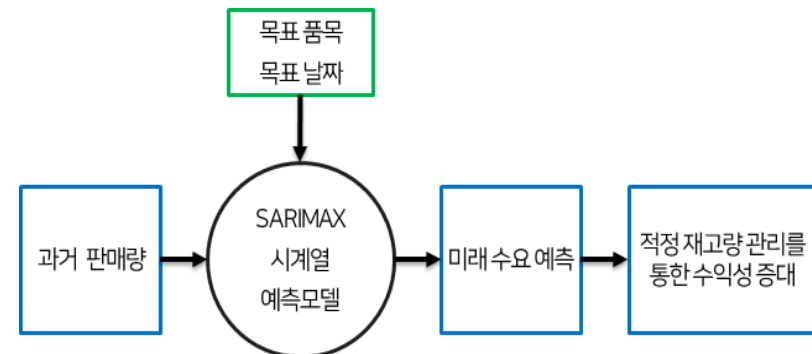 목표 품목
목표 날짜
과거 판매량
SARIMAX
시계열
예측모델
미래 수요 예측
적정 재고량 관리를
통한 수익성 증대